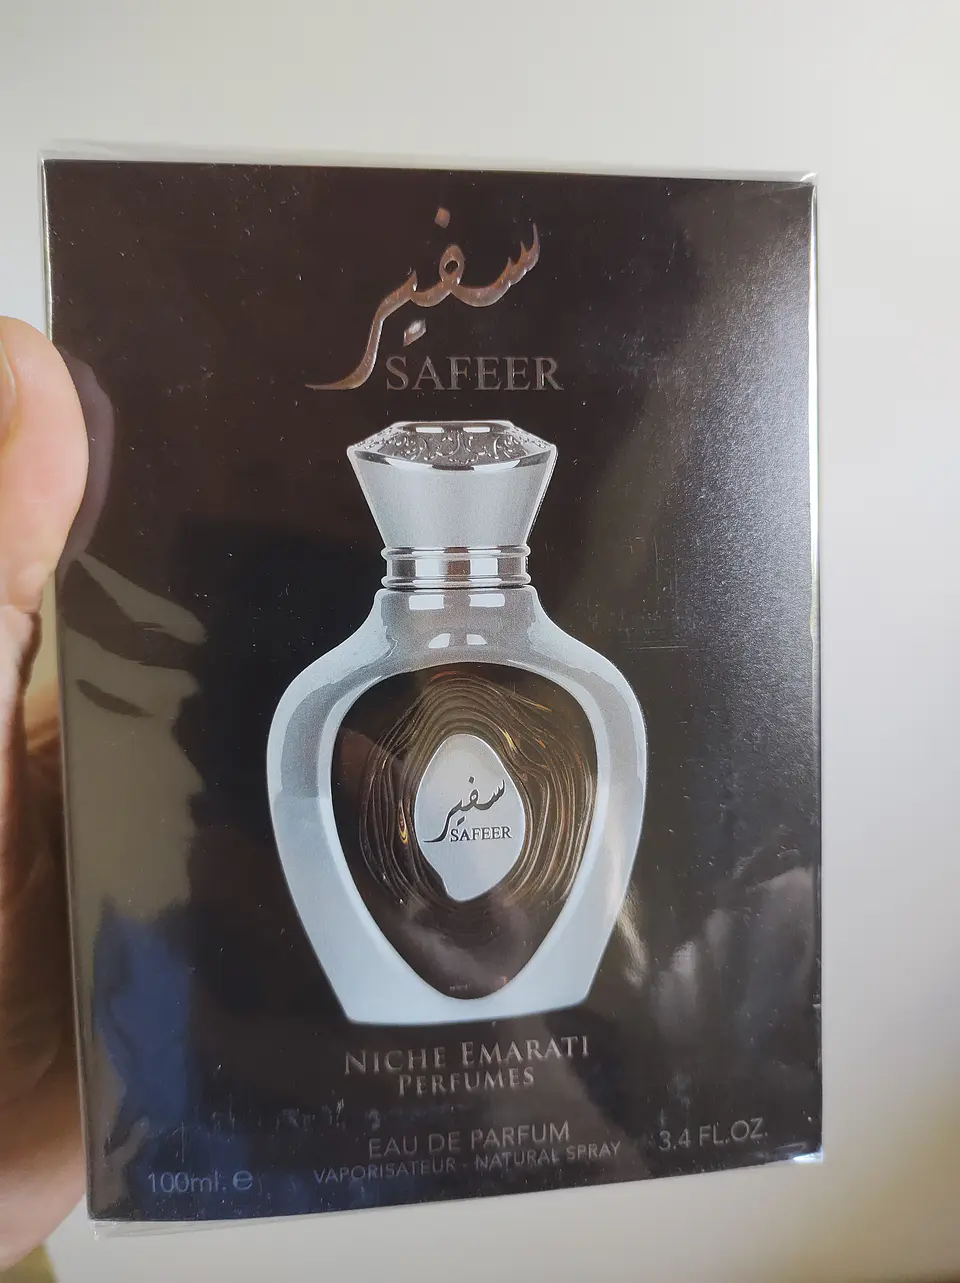 سفير
SAFEER
سفير
SAFEER
NICHE EMARATI
PERFUMES
EAU DE PARFUM
VAPORISATEUR - NATURAL SPRAY
100ml. e
3.4 FL.OZ.